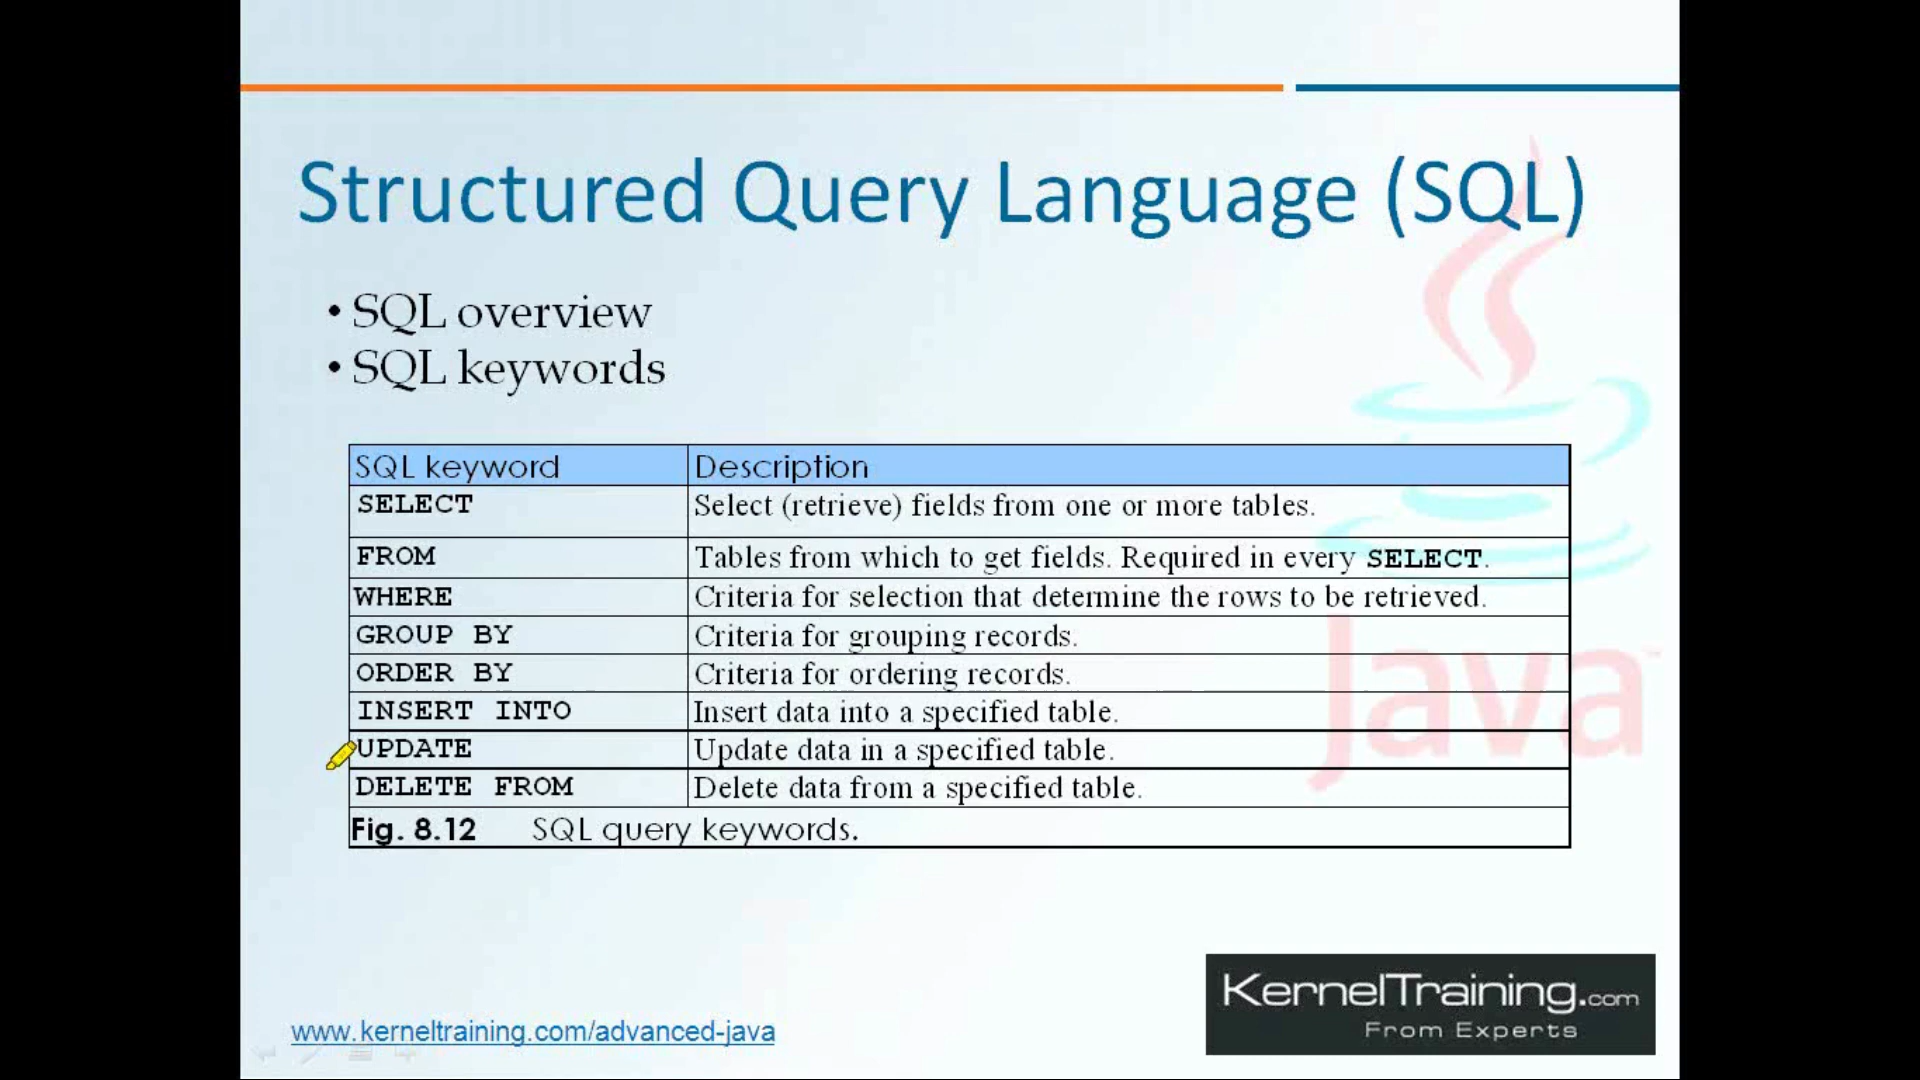 Structured Query Language (SQL)
• SQL overview
• SQL keywords
SQL keyword Description
SELECT Select (retrieve) fields from one or more tables.
FROM Tables from which to get fields. Required in every SELECT.
WHERE Criteria for selection that determine the rows to be retrieved.
GROUP BY Criteria for grouping records.
ORDER BY Criteria for ordering records.
INSERT INTO Insert data into a specified table.
UPDATE Update data in a specified table.
DELETE FROM Delete data from a specified table.
Fig. 8.12 SQL query keywords.
Java™
KernelTraining.com
From Experts
www.kerneltraining.com/advanced-java